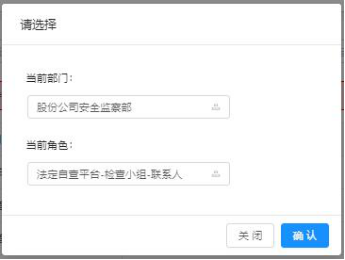 请选择
当前部门：
股份公司安全监察部
当前角色：
法定自查平台-检查小组-联系人
关 闭
确 认